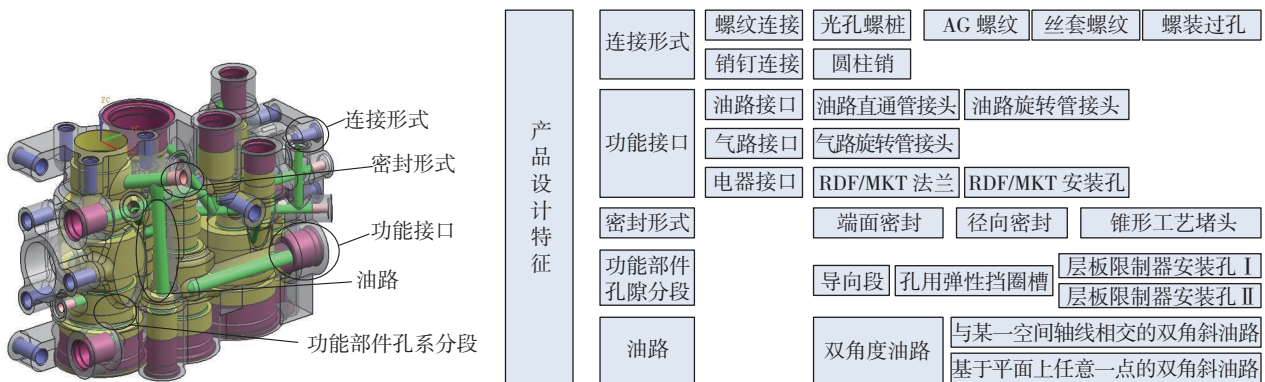 ZC
连接形式
密封形式
功能接口
油路
功能部件孔系分段
产品设计特征
连接形式
螺纹连接
光孔螺桩
AG 螺纹
丝套螺纹
螺装过孔
销钉连接
圆柱销
功能接口
油路接口
油路直通管接头
油路旋转管接头
气路接口
气路旋转管接头
电器接口
RDF/MKT 法兰
RDF/MKT 安装孔
密封形式
端面密封
径向密封
锥形工艺堵头
功能部件
孔隙分段
导向段
孔用弹性挡圈槽
层板限制器安装孔Ⅰ
层板限制器安装孔Ⅱ
油路
双角度油路
与某一空间轴线相交的双角斜油路
基于平面上任意一点的双角斜油路